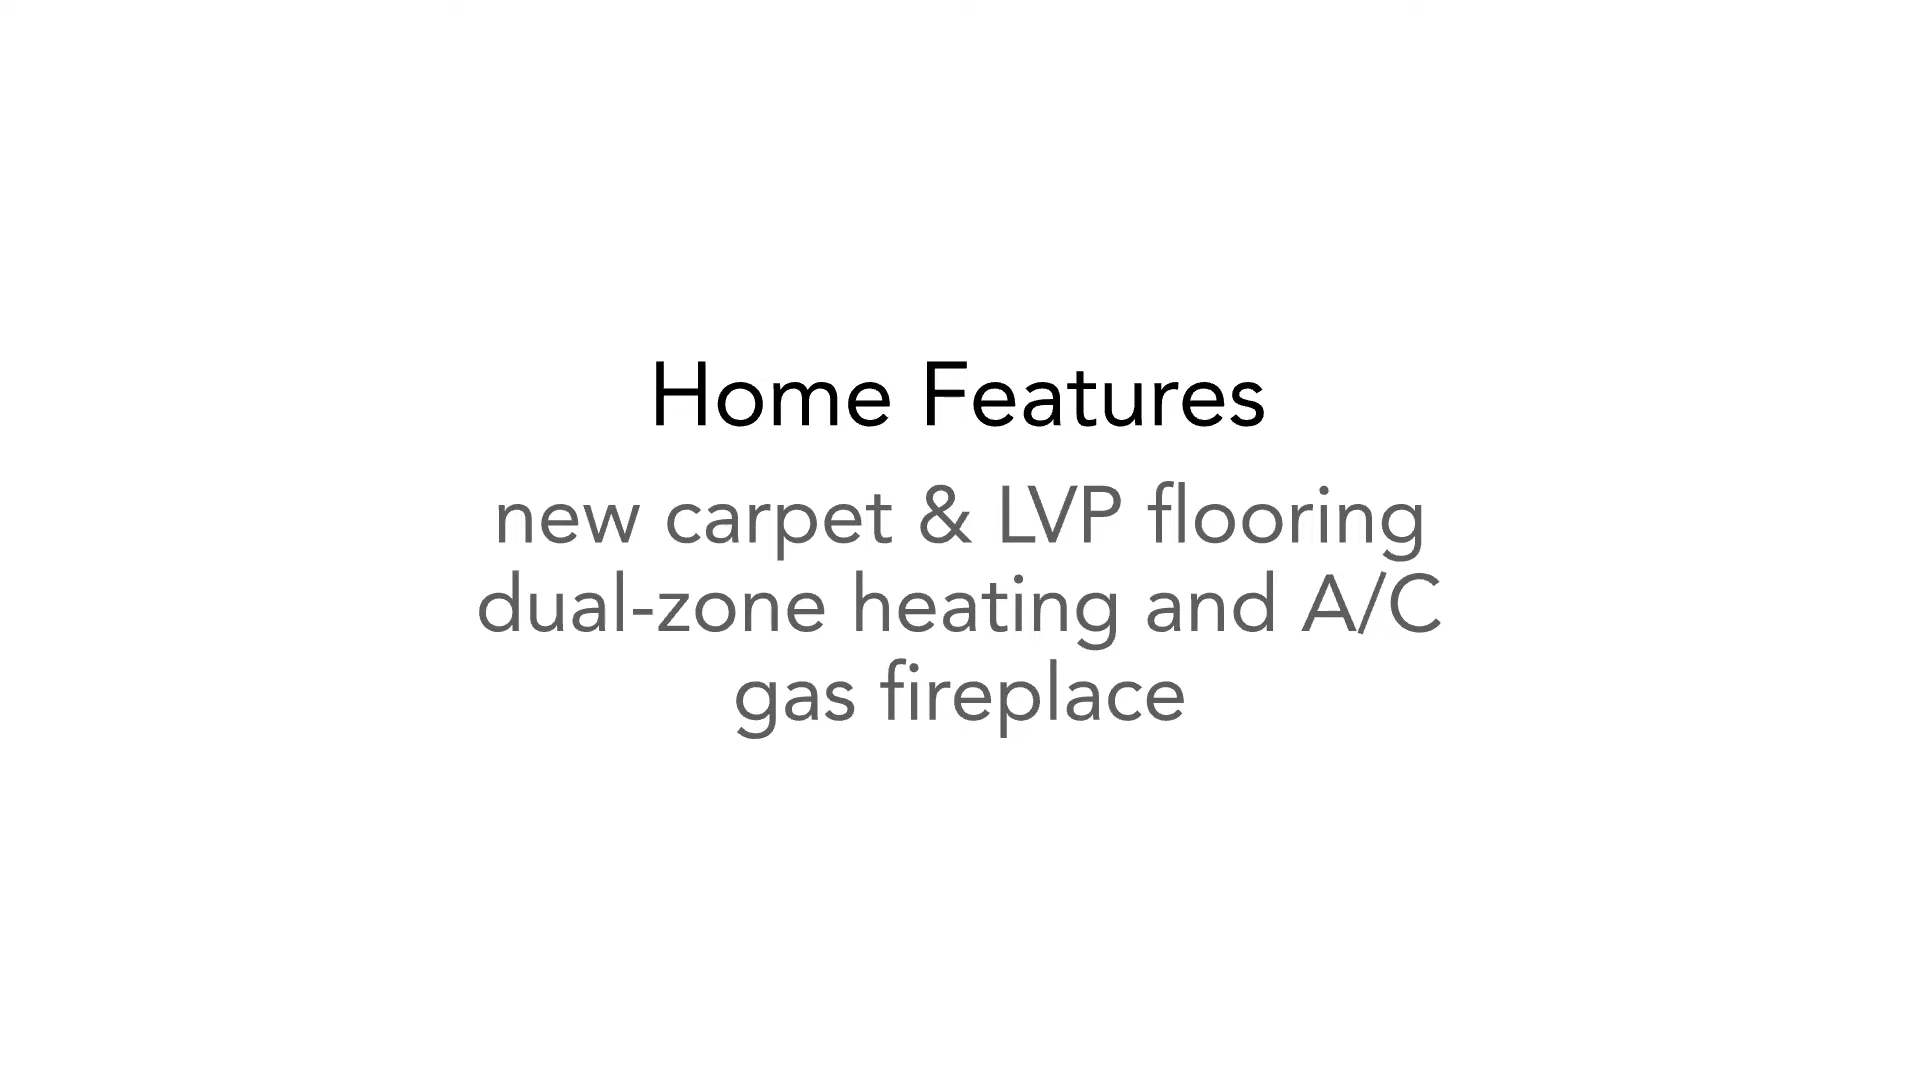 Home Features
new carpet & LVP flooring
dual-zone heating and A/C
gas fireplace